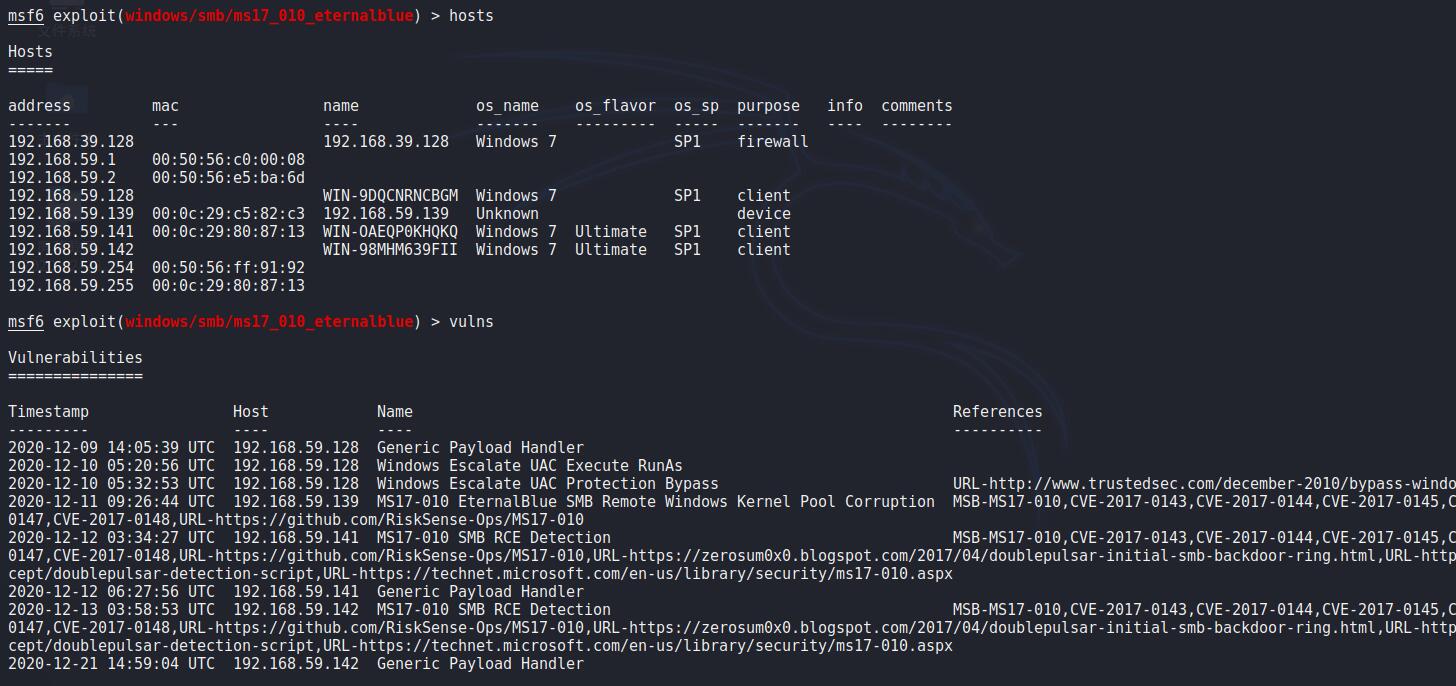 msf6 exploit(windows/smb/ms17_010_eternalblue) > hosts
文件系统
Hosts
=====
address         mac                name             os_name    os_flavor  os_sp  purpose   info  comments
-------         ---                ----             -------    ---------  -----  -------   ----  --------
192.168.39.128                     192.168.39.128   Windows 7             SP1    firewall
192.168.59.1    00:50:56:c0:00:08
192.168.59.2    00:50:56:e5:ba:6d
192.168.59.128                     WIN-9DQCNRNCBGM  Windows 7             SP1    client
192.168.59.139  00:0c:29:c5:82:c3  192.168.59.139   Unknown                      device
192.168.59.141  00:0c:29:80:87:13  WIN-OAEQP0KHQKQ  Windows 7  Ultimate   SP1    client
192.168.59.142                     WIN-98MHM639FII  Windows 7  Ultimate   SP1    client
192.168.59.254  00:50:56:ff:91:92
192.168.59.255  00:0c:29:80:87:13
msf6 exploit(windows/smb/ms17_010_eternalblue) > vulns
Vulnerabilities
===============
Timestamp                Host            Name                                                            References
---------                ----            ----                                                            ----------
2020-12-09 14:05:39 UTC  192.168.59.128  Generic Payload Handler
2020-12-10 05:20:56 UTC  192.168.59.128  Windows Escalate UAC Execute RunAs
2020-12-10 05:32:53 UTC  192.168.59.128  Windows Escalate UAC Protection Bypass                          URL-http://www.trustedsec.com/december-2010/bypass-windo
2020-12-11 09:26:44 UTC  192.168.59.139  MS17-010 EternalBlue SMB Remote Windows Kernel Pool Corruption  MSB-MS17-010,CVE-2017-0143,CVE-2017-0144,CVE-2017-0145,C
0147,CVE-2017-0148,URL-https://github.com/RiskSense-Ops/MS17-010
2020-12-12 03:34:27 UTC  192.168.59.141  MS17-010 SMB RCE Detection                                      MSB-MS17-010,CVE-2017-0143,CVE-2017-0144,CVE-2017-0145,C
0147,CVE-2017-0148,URL-https://github.com/RiskSense-Ops/MS17-010,URL-https://zerosum0x0.blogspot.com/2017/04/doublepulsar-initial-smb-backdoor-ring.html,URL-http
cept/doublepulsar-detection-script,URL-https://technet.microsoft.com/en-us/library/security/ms17-010.aspx
2020-12-12 06:27:56 UTC  192.168.59.141  Generic Payload Handler
2020-12-13 03:58:53 UTC  192.168.59.142  MS17-010 SMB RCE Detection                                      MSB-MS17-010,CVE-2017-0143,CVE-2017-0144,CVE-2017-0145,C
0147,CVE-2017-0148,URL-https://github.com/RiskSense-Ops/MS17-010,URL-https://zerosum0x0.blogspot.com/2017/04/doublepulsar-initial-smb-backdoor-ring.html,URL-http
cept/doublepulsar-detection-script,URL-https://technet.microsoft.com/en-us/library/security/ms17-010.aspx
2020-12-21 14:59:04 UTC  192.168.59.142  Generic Payload Handler